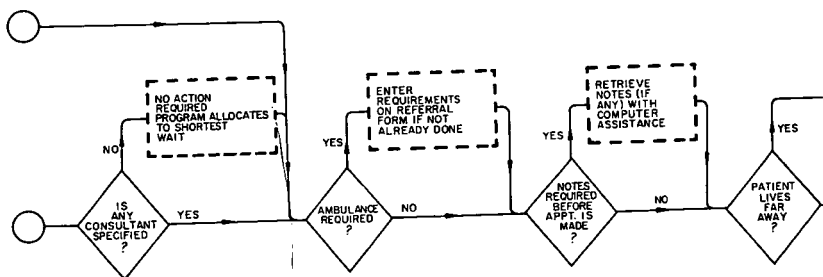 NO ACTION
REQUIRED
PROGRAM ALLOCATES
TO SHORTEST
WAIT
ENTER
REQUIREMENTS
ON REFERRAL
FORM IF NOT
ALREADY DONE
RETRIEVE
NOTES (IF
ANY) WITH
COMPUTER
ASSISTANCE
NO
YES
YES
YES
IS
ANY
CONSULTANT
SPECIFIED
?
YES
AMBULANCE
REQUIRED
?
NO
NOTES
REQUIRED
BEFORE
APPT. IS
MADE
?
NO
PATIENT
LIVES
FAR
AWAY
?